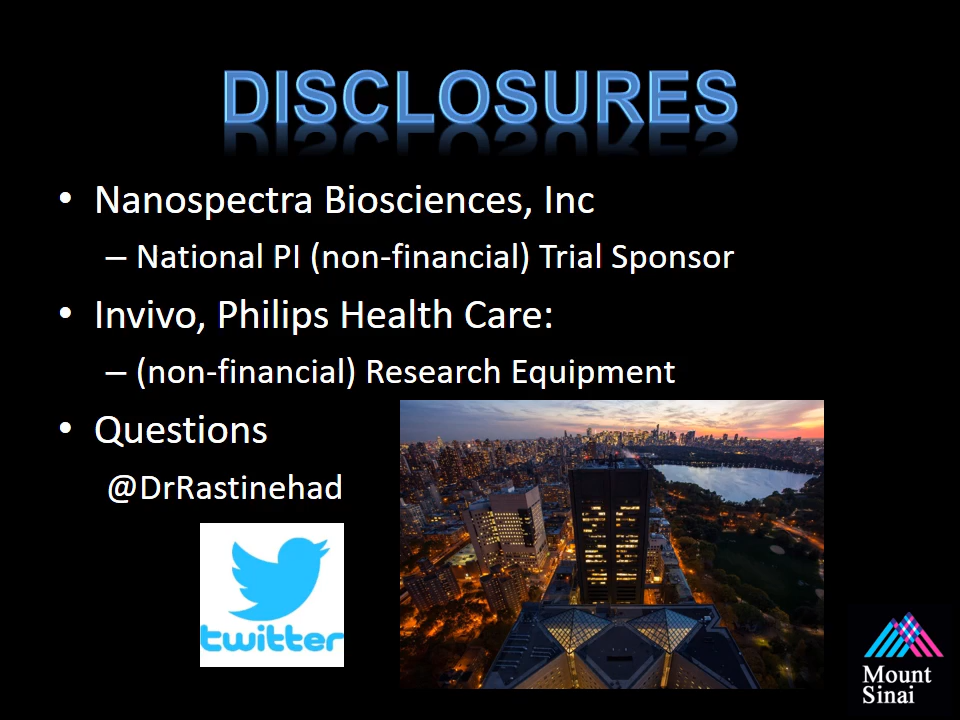 DISCLOSURES
• Nanospectra Biosciences, Inc
– National PI (non-financial) Trial Sponsor
• Invivo, Philips Health Care:
– (non-financial) Research Equipment
• Questions
@DrRastinehad
twitter
Mount
Sinai